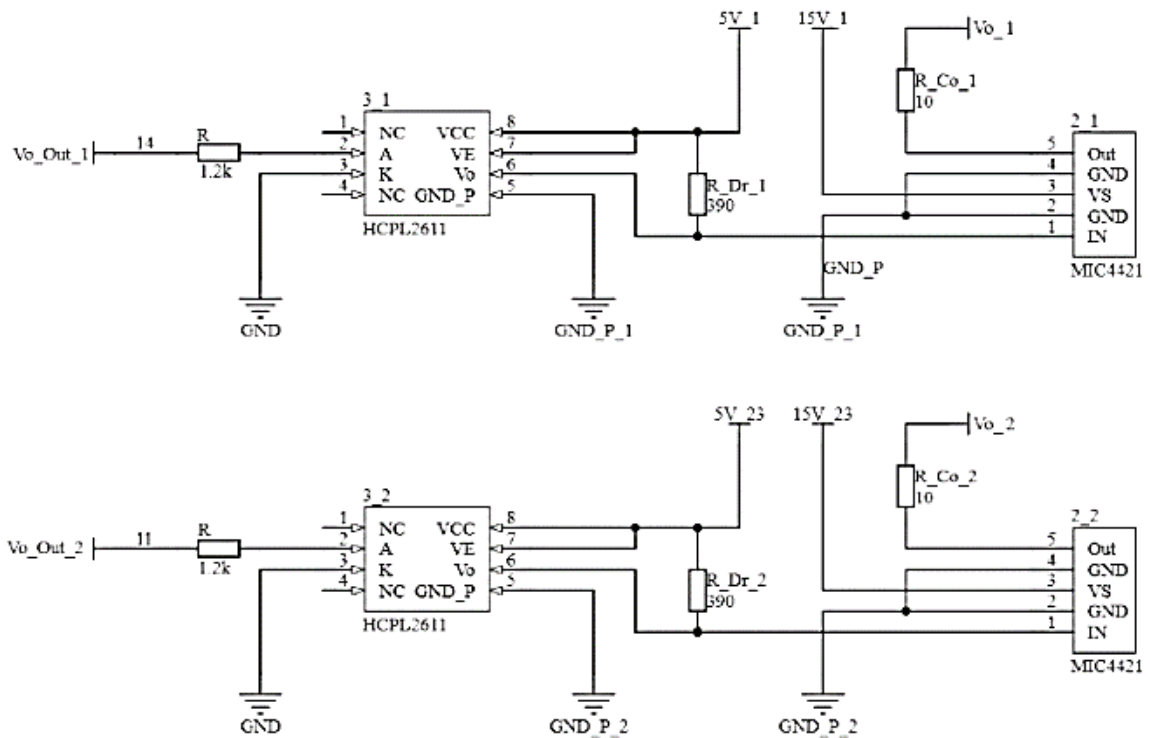 5V_1 15V_1 Vo_1
R_Co_1
10
3_1 2_1
Vo_Out_1 14 R 1.2k
1 NC VCC 8
2 A VE 7
3 K Vo 6
4 NC GND_P 5
HCPL2611
R_Dr_1
390
5 Out
4 GND
3 VS
2 GND
1 IN
MIC4421
GND_P
GND GND_P_1 GND_P_1
5V_23 15V_23 Vo_2
R_Co_2
10
3_2 2_2
Vo_Out_2 11 R 1.2k
1 NC VCC 8
2 A VE 7
3 K Vo 6
4 NC GND_P 5
HCPL2611
R_Dr_2
390
5 Out
4 GND
3 VS
2 GND
1 IN
MIC4421
GND GND_P_2 GND_P_2